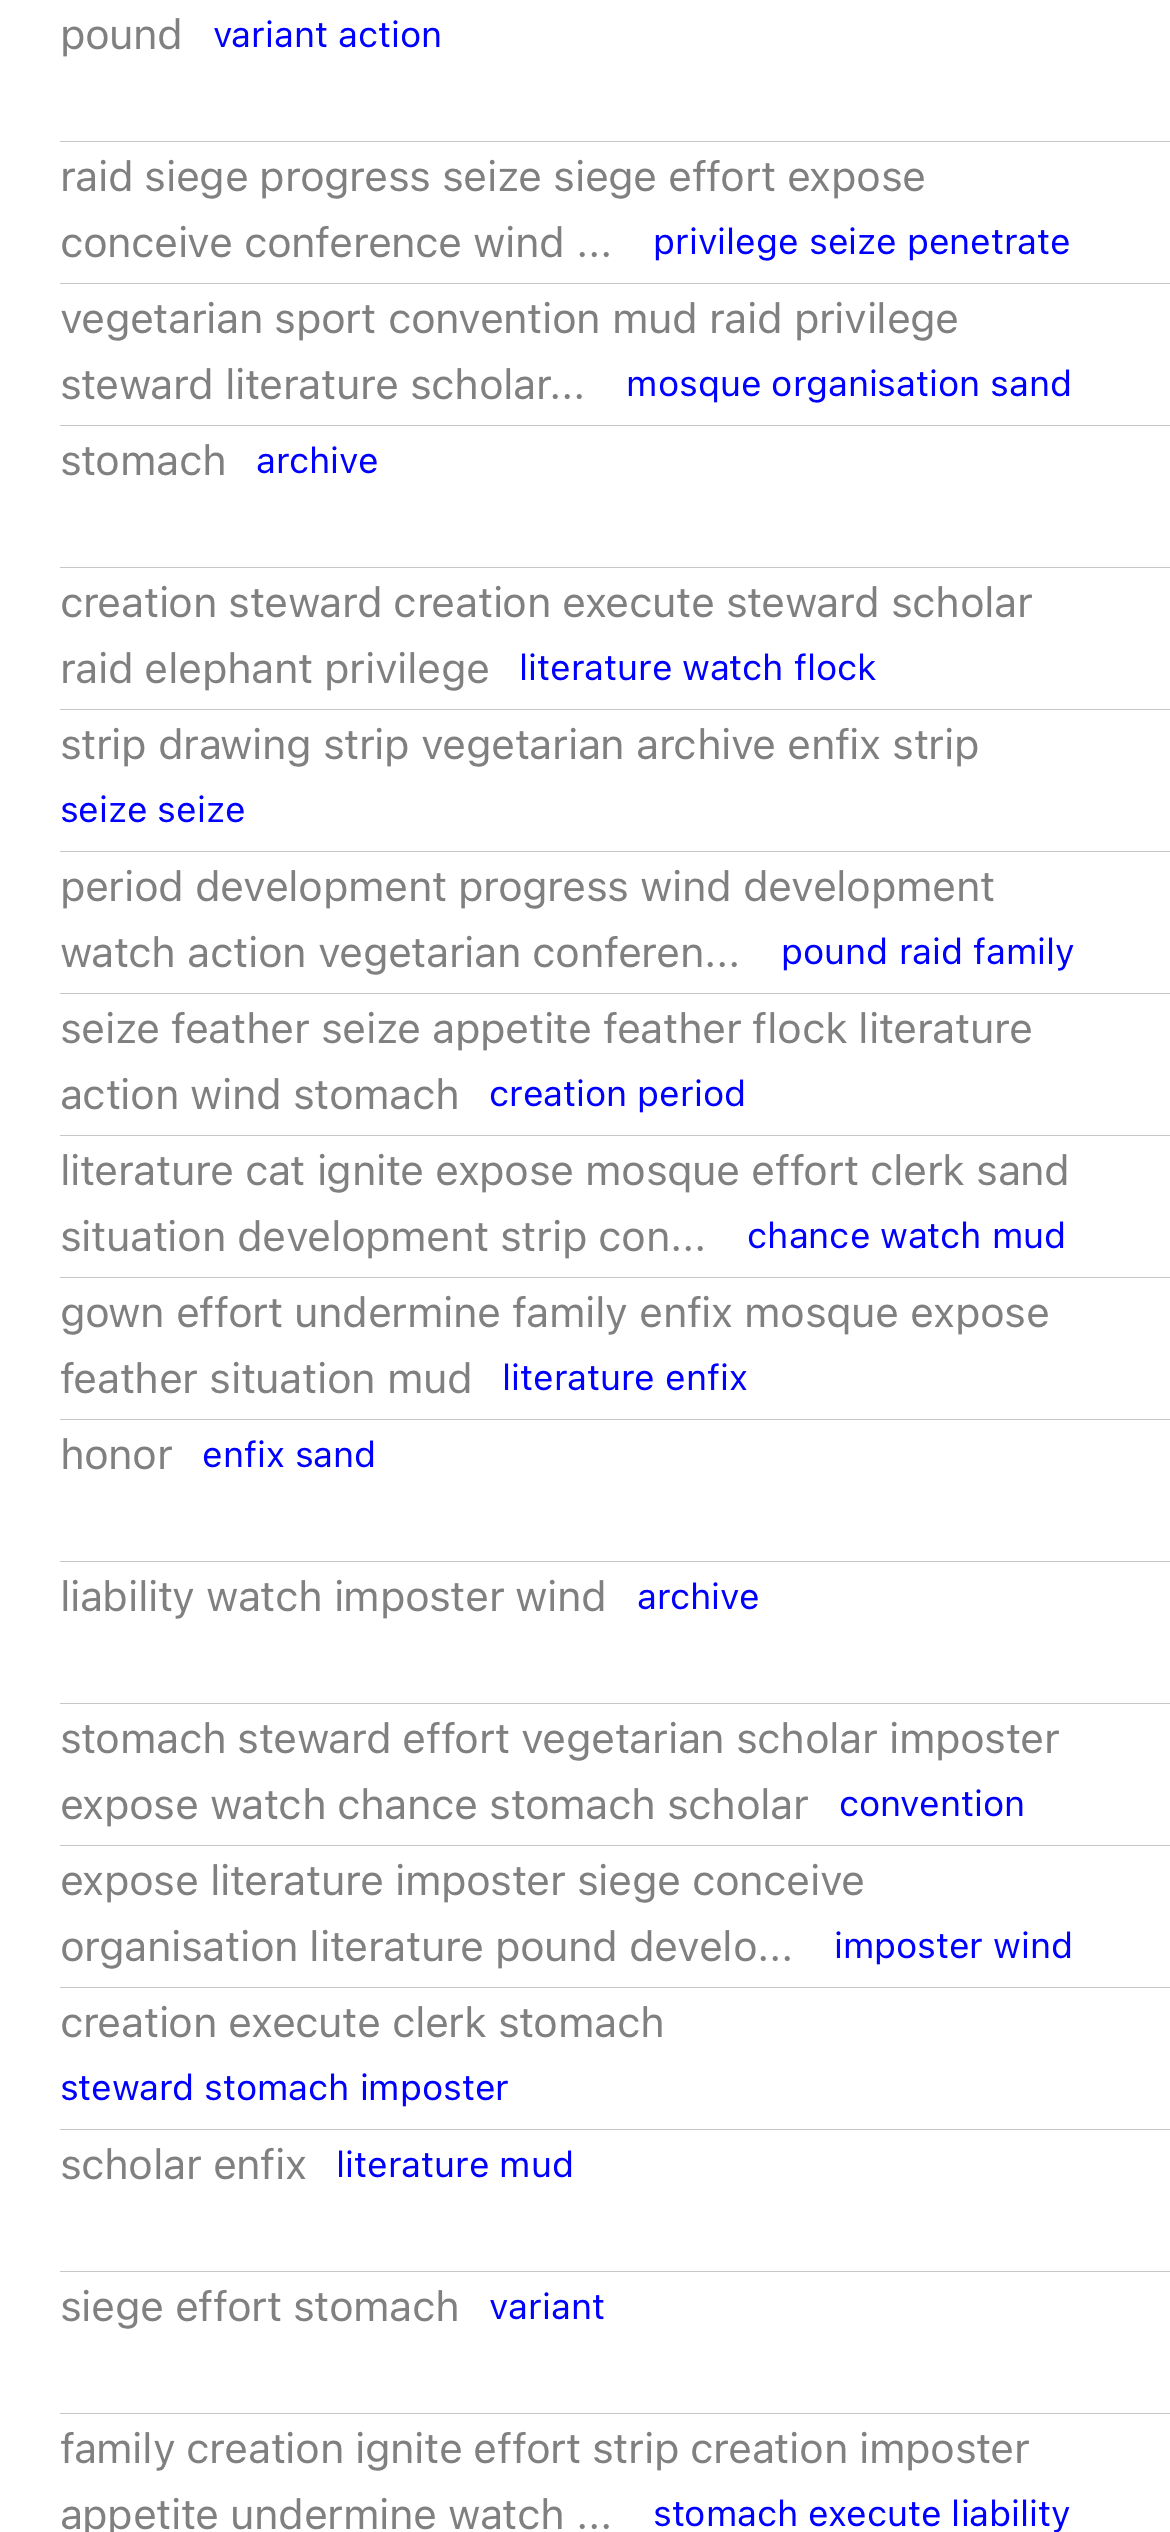 pound variant action
raid siege progress seize siege effort expose
conceive conference wind ... privilege seize penetrate
vegetarian sport convention mud raid privilege
steward literature scholar... mosque organisation sand
stomach archive
creation steward creation execute steward scholar
raid elephant privilege literature watch flock
strip drawing strip vegetarian archive enfix strip
seize seize
period development progress wind development
watch action vegetarian conferen... pound raid family
seize feather seize appetite feather flock literature
action wind stomach creation period
literature cat ignite expose mosque effort clerk sand
situation development strip con... chance watch mud
gown effort undermine family enfix mosque expose
feather situation mud literature enfix
honor enfix sand
liability watch imposter wind archive
stomach steward effort vegetarian scholar imposter
expose watch chance stomach scholar convention
expose literature imposter siege conceive
organisation literature pound develo... imposter wind
creation execute clerk stomach
steward stomach imposter
scholar enfix literature mud
siege effort stomach variant
family creation ignite effort strip creation imposter
appetite undermine watch ... stomach execute liability